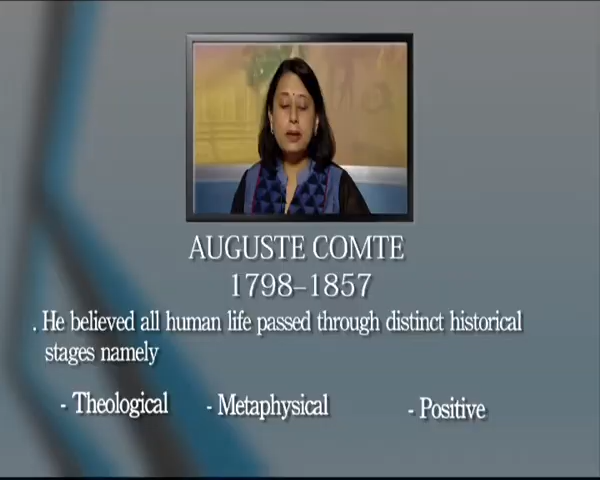 AUGUSTE COMTE
1798–1857
. He believed all human life passed through distinct historical
stages namely
- Theological - Metaphysical - Positive